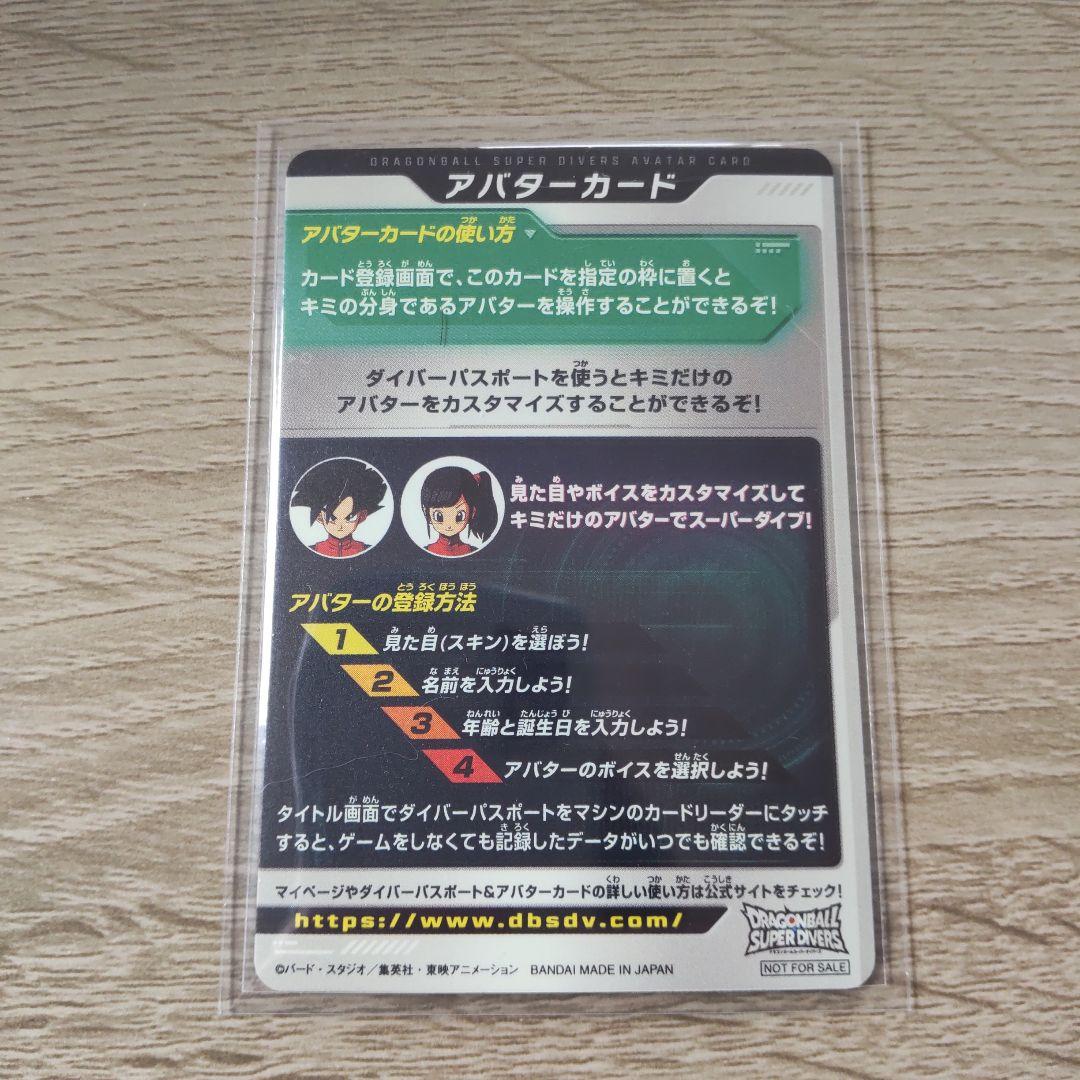 DRAGONBALL SUPER DIVERS AVATAR CARD
アバターカード
アバターカードの使い方
カード登録画面で、このカードを指定の枠に置くと
キミの分身であるアバターを操作することができるぞ!
ダイバーパスポートを使うとキミだけの
アバターをカスタマイズすることができるぞ!
見た目やボイスをカスタマイズして
キミだけのアバターでスーパーダイブ!
アバターの登録方法
1 見た目(スキン)を選ぼう!
2 名前を入力しよう!
3 年齢と誕生日を入力しよう!
4 アバターのボイスを選択しよう!
タイトル画面でダイバーパスポートをマシンのカードリーダーにタッチ
すると、ゲームをしなくても記録したデータがいつでも確認できるぞ!
マイページやダイバーパスポート&アバターカードの詳しい使い方は公式サイトをチェック!
https://www.dbsdv.com/
DRAGONBALL
SUPER DIVERS
ドラゴンボールスーパーダイバーズ
©バード・スタジオ/集英社・東映アニメーション BANDAI MADE IN JAPAN
NOT FOR SALE